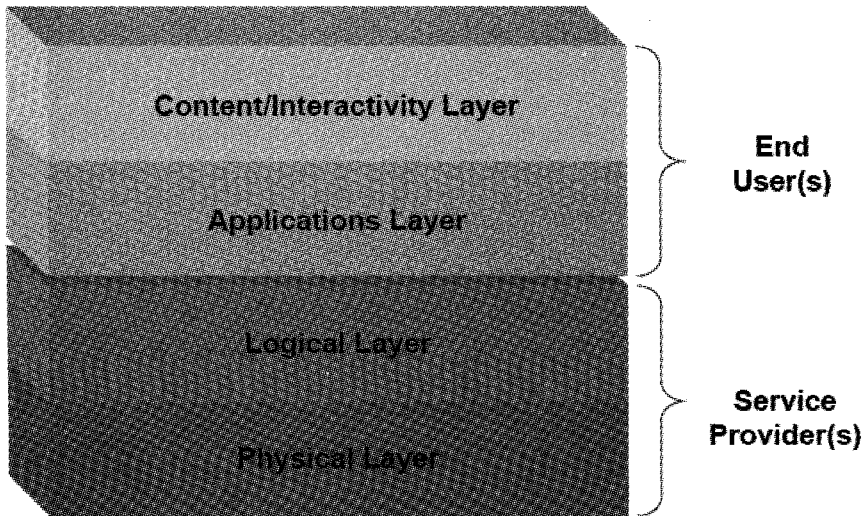 Content/Interactivity Layer
Applications Layer
End
User(s)
Logical Layer
Physical Layer
Service
Provider(s)